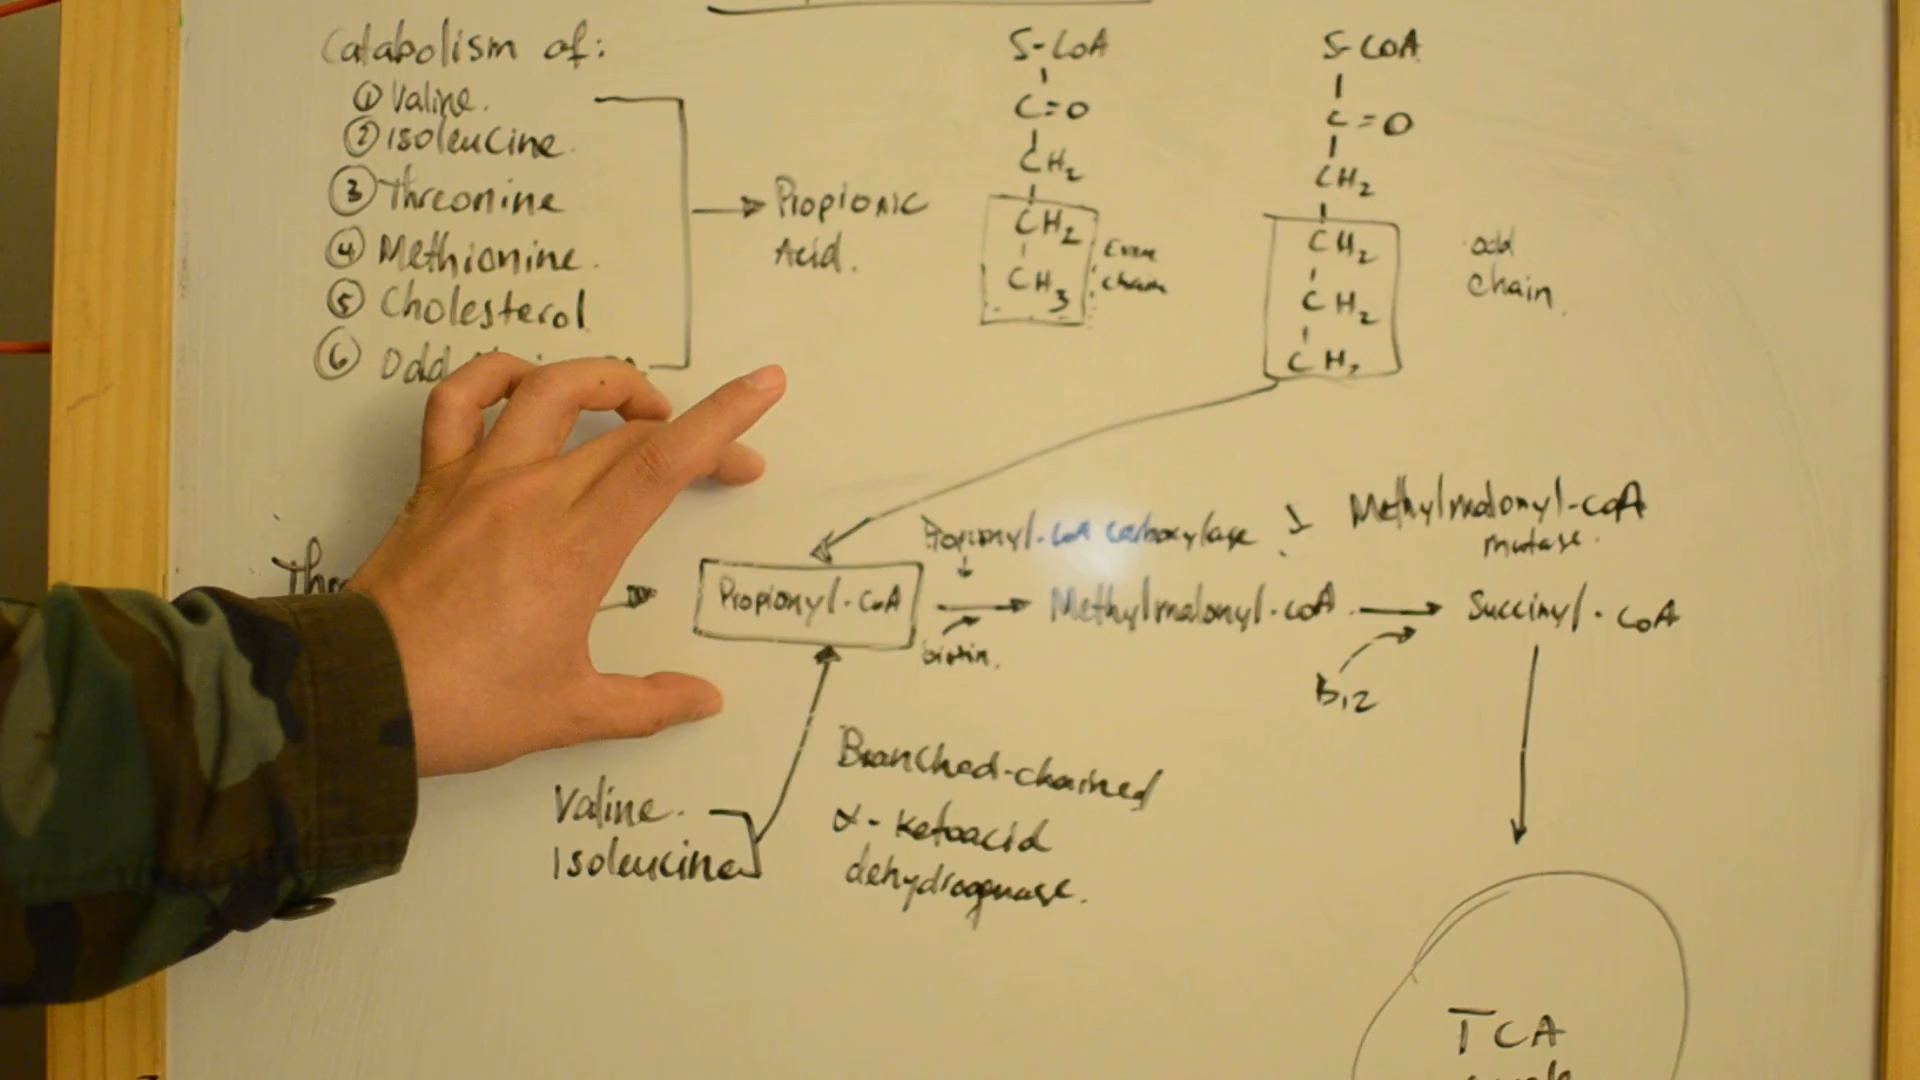 Catabolism of:
① Valine.
② isoleucine.
③ Threonine
④ Methionine.
⑤ Cholesterol
⑥ Odd
Propionic
Acid.
S-CoA
C=O
CH2
CH2
CH3
Even
chain
S-COA
C=O
CH2
CH2
CH2
CH
odd
chain.
Thr
Propionyl-CoA
Propionyl-CoA carboxylase
biotin.
Methylmalonyl-CoA
Methylmalonyl-CoA
mutase.
B12
Succinyl-CoA
Valine.
Isoleucine
Branched-chained
α-ketoacid
dehydrogenase.
TCA